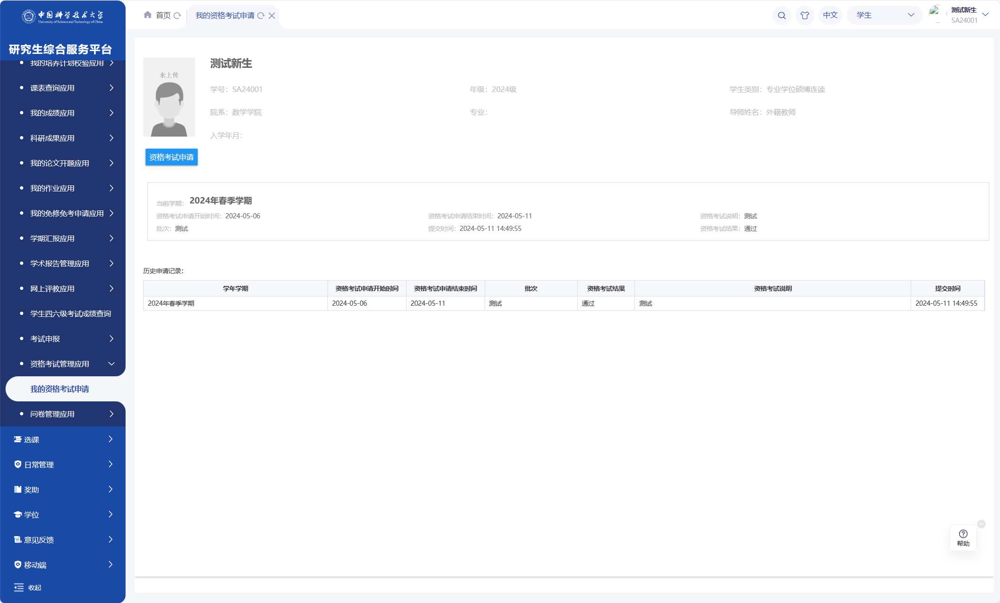 中国科学技术大学
University of Science and Technology of China
研究生综合服务平台
我的培养计划校验应用
课表查询应用
我的成绩应用
科研成果应用
我的论文开题应用
我的作业应用
我的免修免考申请应用
学期汇报应用
学术报告管理应用
网上评教应用
学生四六级考试成绩查询
考试申报
资格考试管理应用
我的资格考试申请
问卷管理应用
选课
日常管理
奖助
学位
意见反馈
移动端
收起
首页 我的资格考试申请 中文 学生 测试新生
SA24001
未上传
测试新生
学号：SA24001 年级：2024级 学生类别：专业学位硕博连读
院系：数学学院 专业： 导师姓名：外籍教师
入学年月：
资格考试申请
当前学期： 2024年春季学期
资格考试申请开始时间：2024-05-06 资格考试申请结束时间：2024-05-11 资格考试说明：测试
批次：测试 提交时间：2024-05-11 14:49:55 资格考试结果：通过
历史申请记录：
学年学期 资格考试申请开始时间 资格考试申请结束时间 批次 资格考试结果 资格考试说明 提交时间
2024年春季学期 2024-05-06 2024-05-11 测试 通过 测试 2024-05-11 14:49:55
帮助